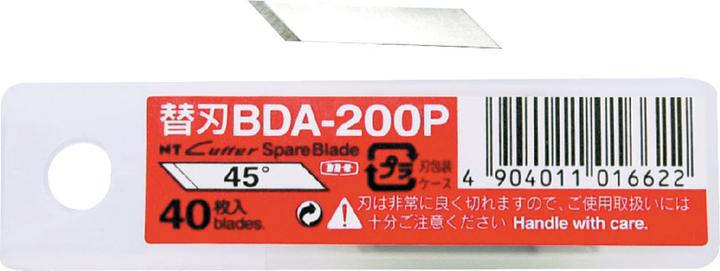 替刃BDA-200P
NT Cutter Spare Blade
45°
プラ
刃包装
ケース
4 904011 016622
40枚入
blades.
刃は非常に良く切れますので、ご使用取扱いには
十分ご注意ください Handle with care.